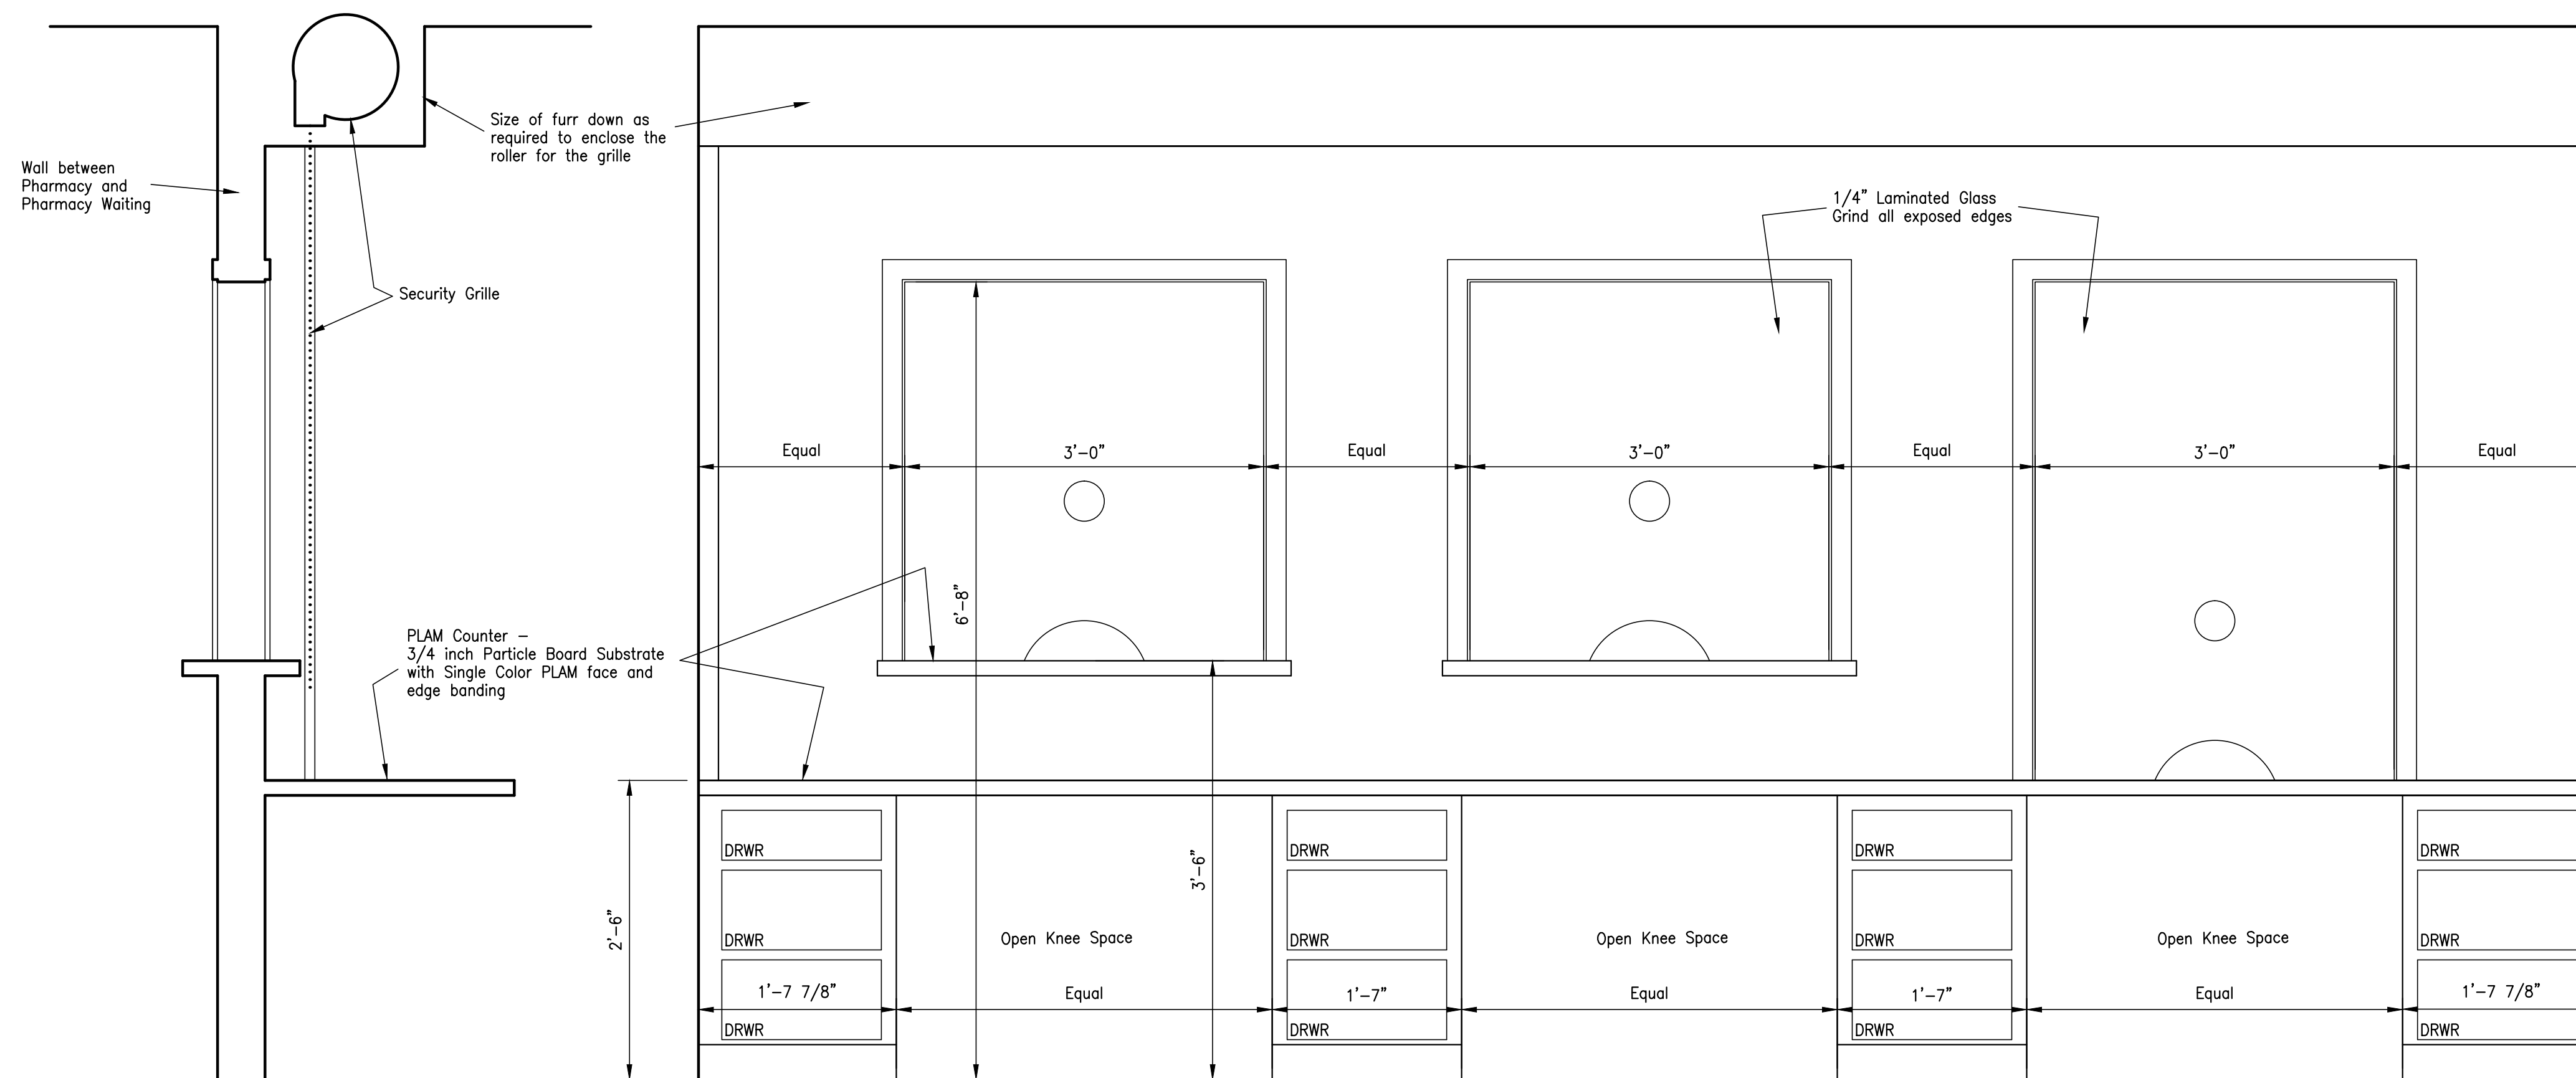 Size of furr down as
required to enclose the
roller for the grille
Wall between
Pharmacy and
Pharmacy Waiting
1/4" Laminated Glass
Grind all exposed edges
Security Grille
Equal
3'-0"
Equal
3'-0"
Equal
3'-0"
Equal
6'-8"
PLAM Counter -
3/4 inch Particle Board Substrate
with Single Color PLAM face and
edge banding
3'-6"
2'-6"
DRWR
DRWR
DRWR
DRWR
DRWR
DRWR
DRWR
DRWR
Open Knee Space
Open Knee Space
Open Knee Space
1'-7 7/8"
Equal
1'-7"
Equal
1'-7"
Equal
1'-7 7/8"
DRWR
DRWR
DRWR
DRWR